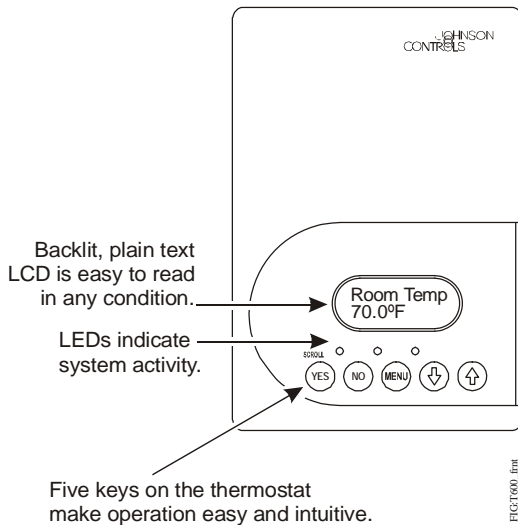 JOHNSON
CONTROLS
Backlit, plain text
LCD is easy to read
in any condition.
Room Temp
70.0ºF
LEDs indicate
system activity.
SCROLL
YES NO MENU
Five keys on the thermostat
make operation easy and intuitive.
FIG:T600_frnt